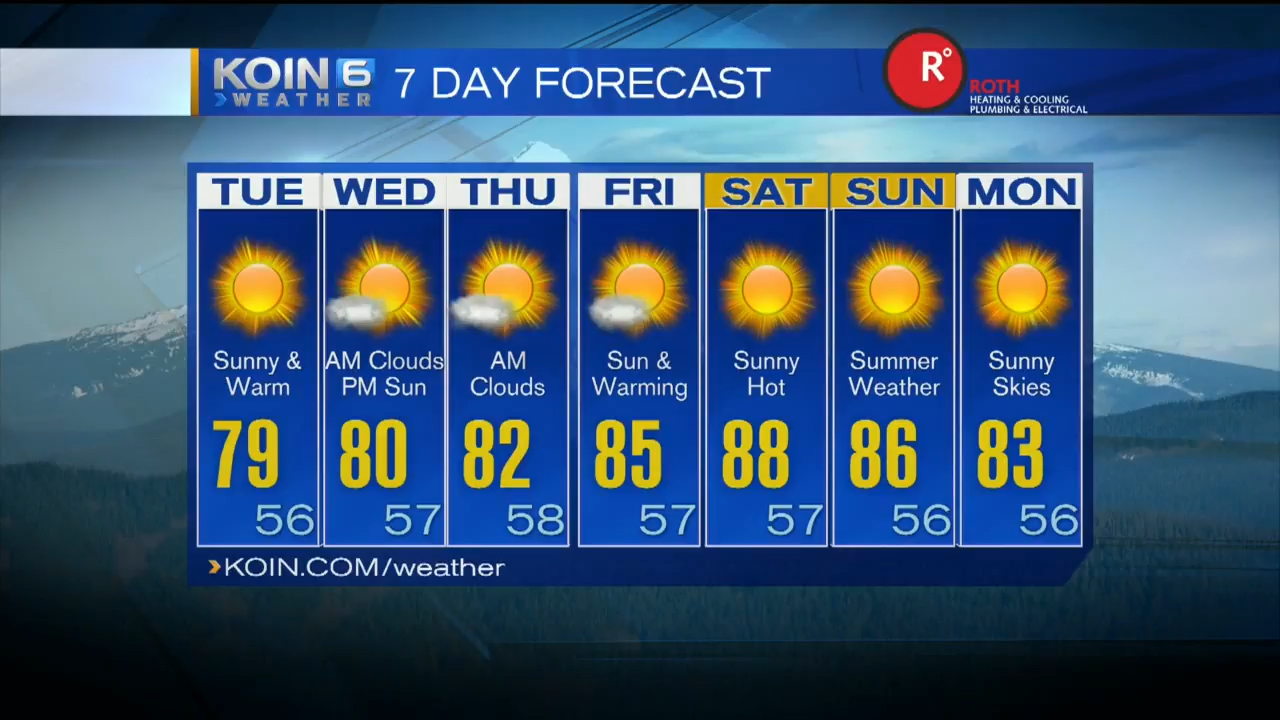 KOIN 6
WEATHER
7 DAY FORECAST
R°
ROTH
HEATING & COOLING
PLUMBING & ELECTRICAL
TUE
Sunny &
Warm
79
56
WED
AM Clouds
PM Sun
80
57
THU
AM
Clouds
82
58
FRI
Sun &
Warming
85
57
SAT
Sunny
Hot
88
57
SUN
Summer
Weather
86
56
MON
Sunny
Skies
83
56
KOIN.COM/weather